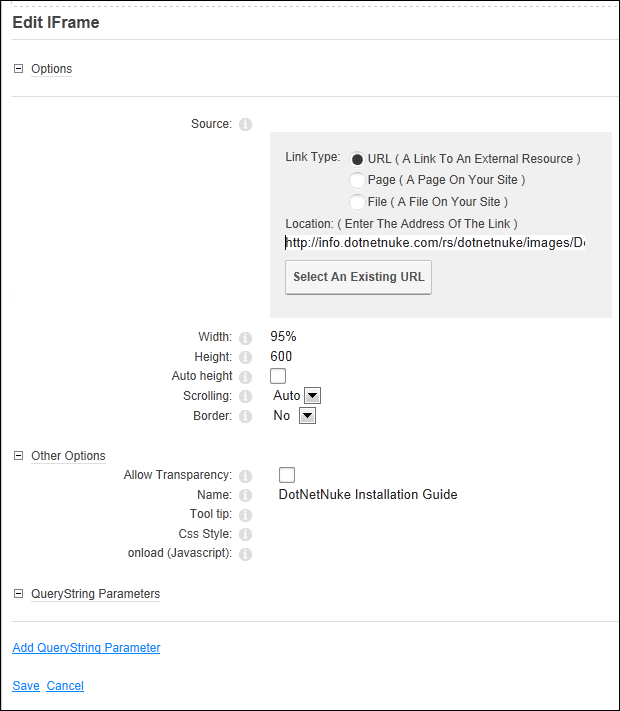 Edit IFrame
Options
Source:
Link Type: URL ( A Link To An External Resource )
Page ( A Page On Your Site )
File ( A File On Your Site )
Location: ( Enter The Address Of The Link )
http://info.dotnetnuke.com/rs/dotnetnuke/images/Do
Select An Existing URL
Width: 95%
Height: 600
Auto height
Scrolling: Auto
Border: No
Other Options
Allow Transparency:
Name: DotNetNuke Installation Guide
Tool tip:
Css Style:
onload (Javascript):
QueryString Parameters
Add QueryString Parameter
Save Cancel